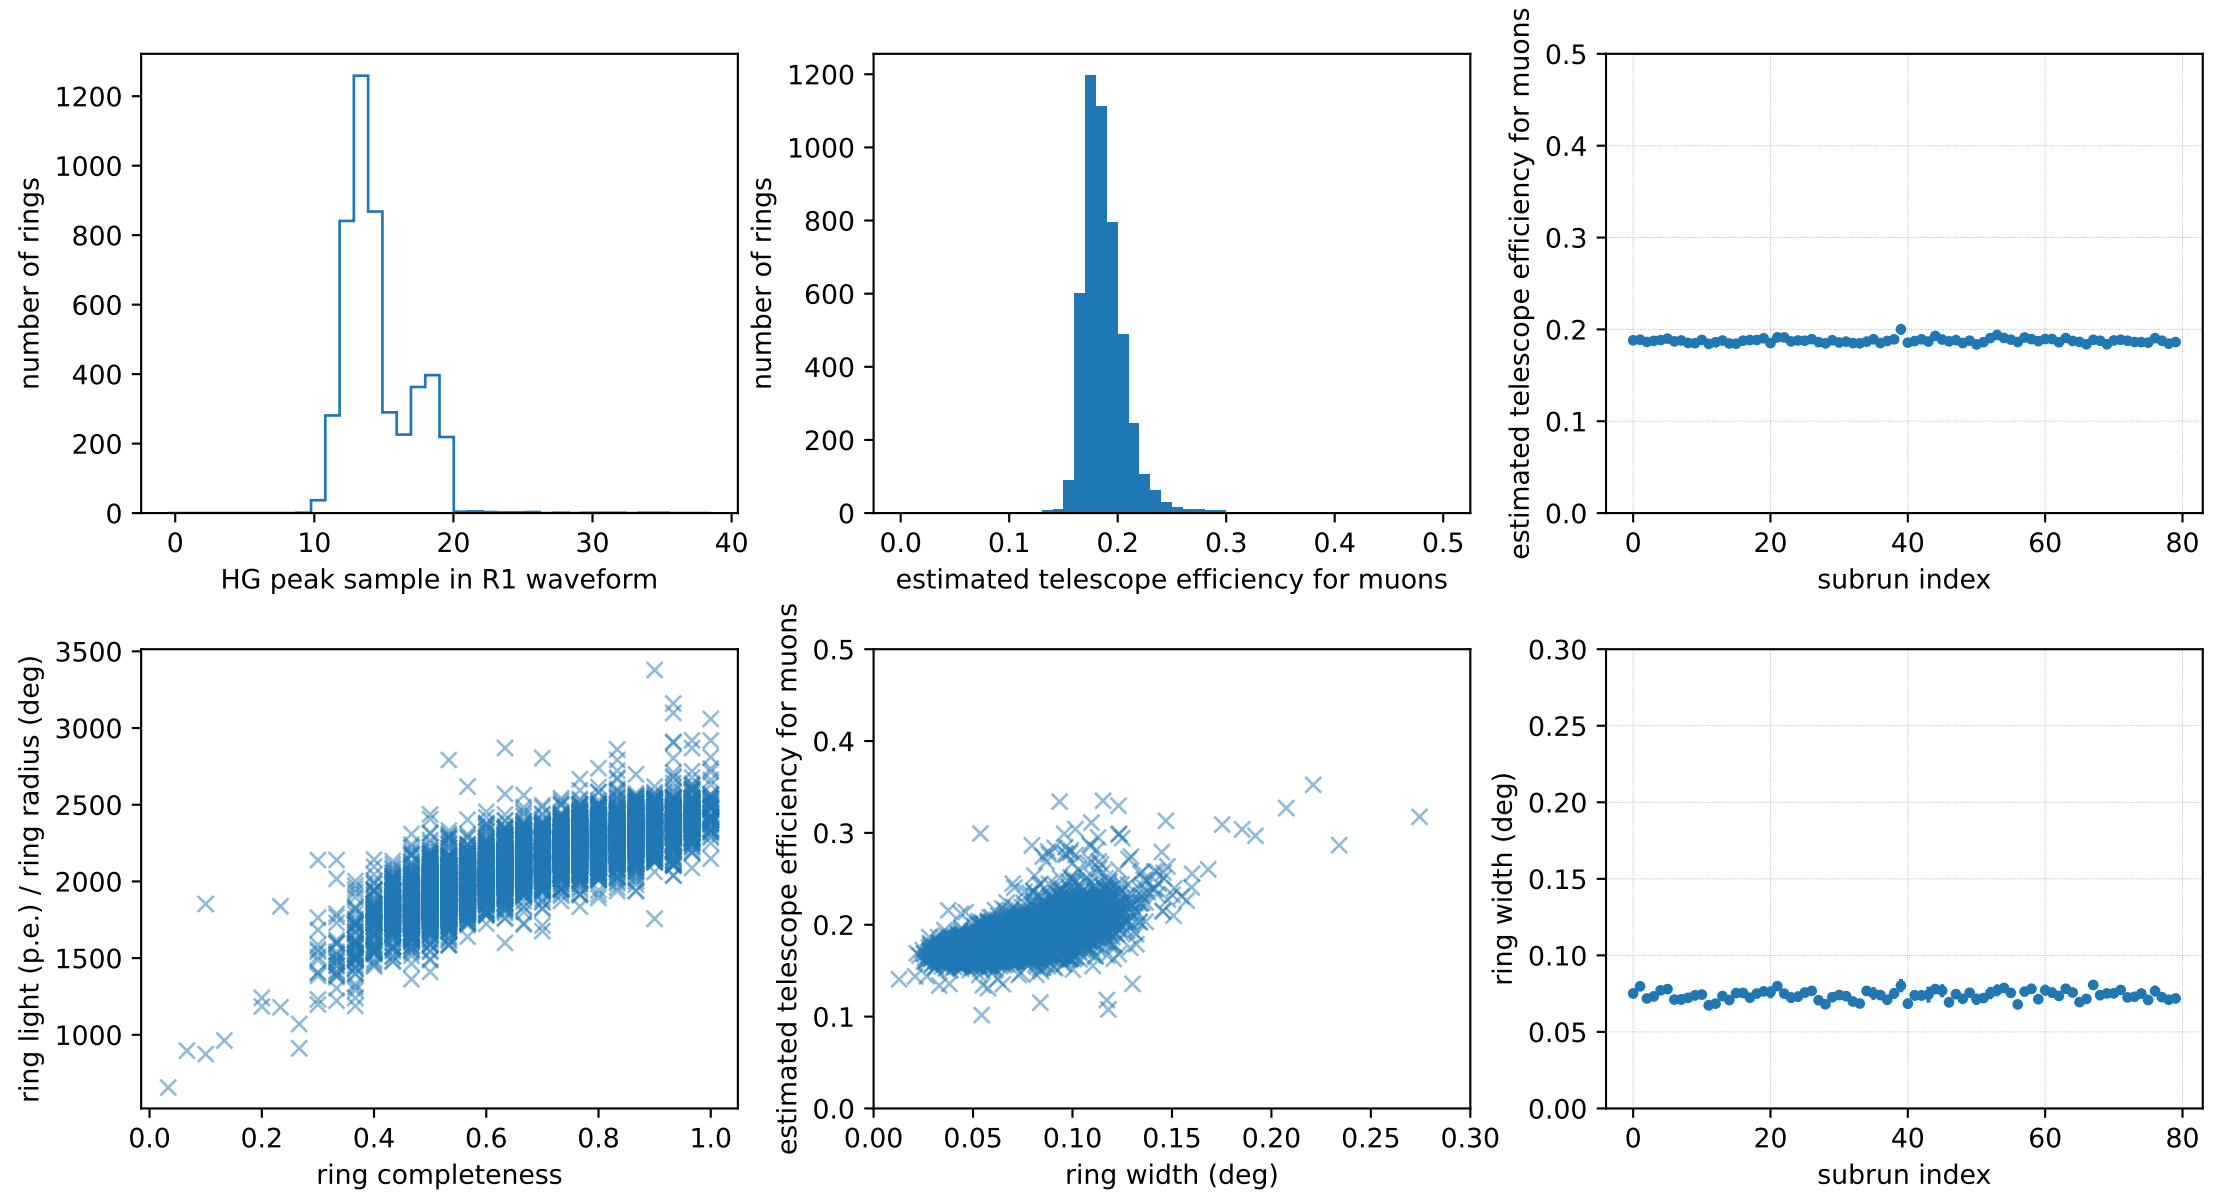 number of rings
1200
1000
800
600
400
200
0
0 10 20 30 40
HG peak sample in R1 waveform
number of rings
1200
1000
800
600
400
200
0
0.0 0.1 0.2 0.3 0.4 0.5
estimated telescope efficiency for muons
estimated telescope efficiency for muons
0.5
0.4
0.3
0.2
0.1
0.0
0 20 40 60 80
subrun index
ring light (p.e.) / ring radius (deg)
3500
3000
2500
2000
1500
1000
0.0 0.2 0.4 0.6 0.8 1.0
ring completeness
estimated telescope efficiency for muons
0.5
0.4
0.3
0.2
0.1
0.0
0.00 0.05 0.10 0.15 0.20 0.25 0.30
ring width (deg)
ring width (deg)
0.30
0.25
0.20
0.15
0.10
0.05
0.00
0 20 40 60 80
subrun index